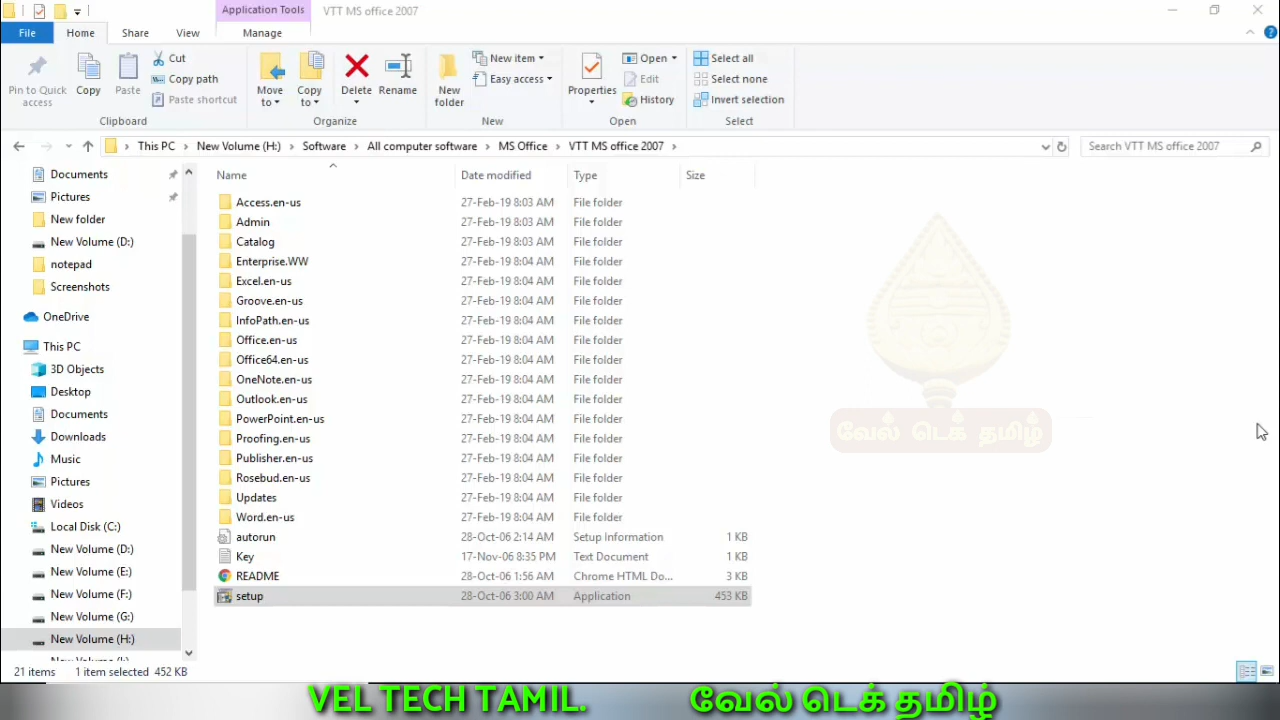 Application Tools VTT MS office 2007
File Home Share View Manage
Pin to Quick access
Copy
Paste
Cut
Copy path
Paste shortcut
Clipboard
Move to
Copy to
Delete
Rename
Organize
New folder
New item
Easy access
New
Properties
Open
Edit
History
Open
Select all
Select none
Invert selection
Select
This PC New Volume (H:) Software All computer software MS Office VTT MS office 2007
Search VTT MS office 2007
Documents
Pictures
New folder
New Volume (D:)
notepad
Screenshots
OneDrive
This PC
3D Objects
Desktop
Documents
Downloads
Music
Pictures
Videos
Local Disk (C:)
New Volume (D:)
New Volume (E:)
New Volume (F:)
New Volume (G:)
New Volume (H:)
Name Date modified Type Size
Access.en-us 27-Feb-19 8:03 AM File folder
Admin 27-Feb-19 8:03 AM File folder
Catalog 27-Feb-19 8:03 AM File folder
Enterprise.WW 27-Feb-19 8:04 AM File folder
Excel.en-us 27-Feb-19 8:04 AM File folder
Groove.en-us 27-Feb-19 8:04 AM File folder
InfoPath.en-us 27-Feb-19 8:04 AM File folder
Office.en-us 27-Feb-19 8:04 AM File folder
Office64.en-us 27-Feb-19 8:04 AM File folder
OneNote.en-us 27-Feb-19 8:04 AM File folder
Outlook.en-us 27-Feb-19 8:04 AM File folder
PowerPoint.en-us 27-Feb-19 8:04 AM File folder
Proofing.en-us 27-Feb-19 8:04 AM File folder
Publisher.en-us 27-Feb-19 8:04 AM File folder
Rosebud.en-us 27-Feb-19 8:04 AM File folder
Updates 27-Feb-19 8:04 AM File folder
Word.en-us 27-Feb-19 8:04 AM File folder
autorun 28-Oct-06 2:14 AM Setup Information 1 KB
Key 17-Nov-06 8:35 PM Text Document 1 KB
README 28-Oct-06 1:56 AM Chrome HTML Do... 3 KB
setup 28-Oct-06 3:00 AM Application 453 KB
வேல் டெக் தமிழ்
21 items 1 item selected 452 KB
VEL TECH TAMIL. வேல் டெக் தமிழ்